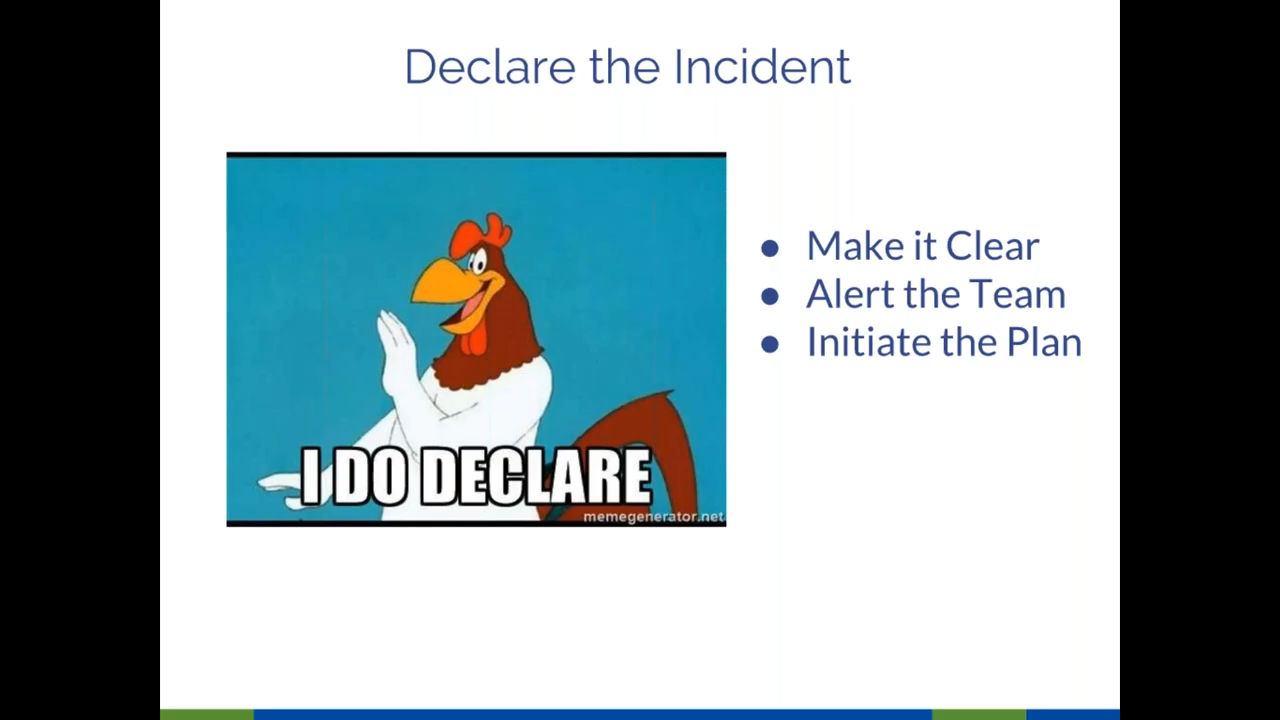 Declare the Incident
I DO DECLARE
memegenerator.net
● Make it Clear
● Alert the Team
● Initiate the Plan